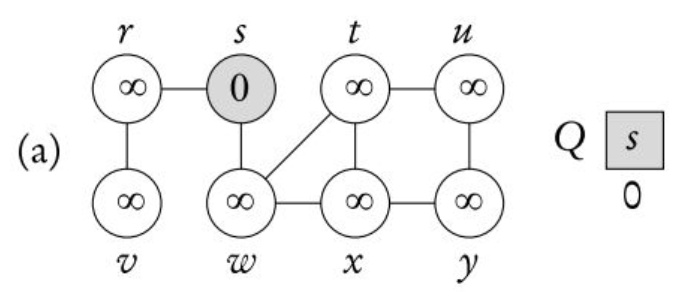 r s t u
∞ 0 ∞ ∞
(a) Q s
∞ ∞ ∞ ∞ 0
v w x y